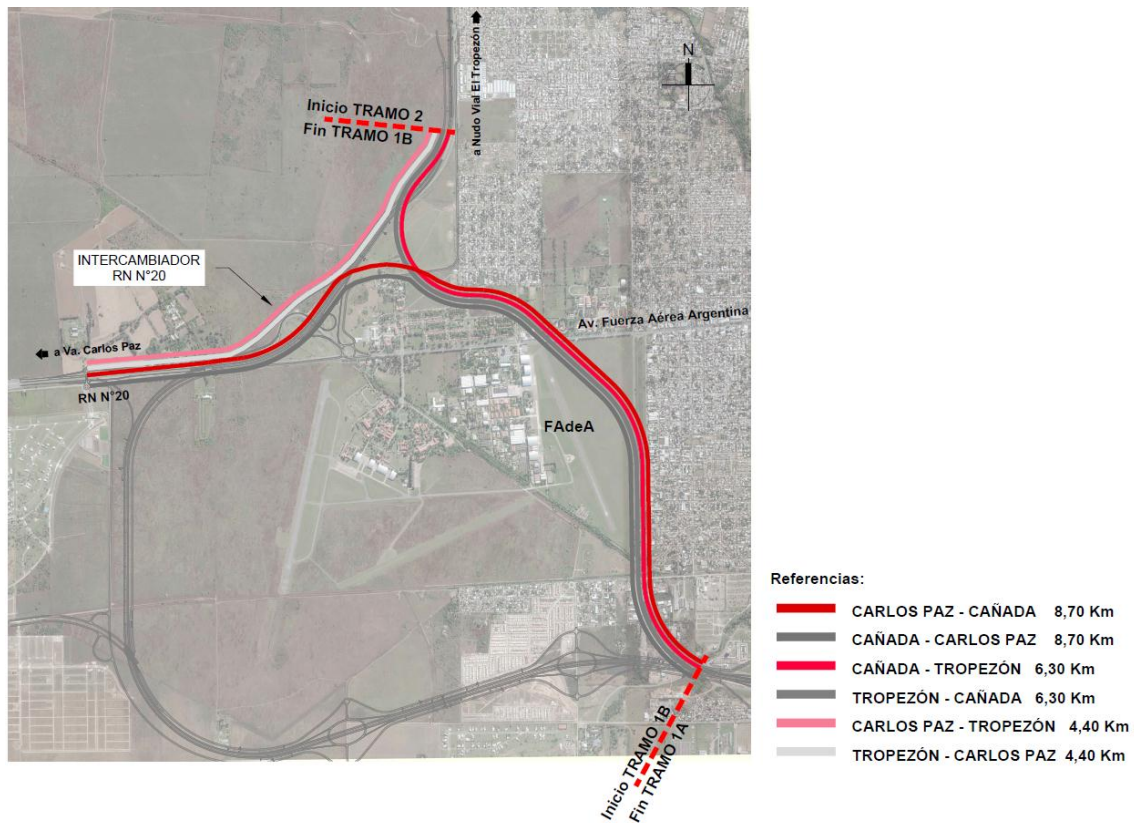 a Nudo Vial El Tropezón
N
Inicio TRAMO 2
Fin TRAMO 1B
INTERCAMBIADOR
RN N°20
Av. Fuerza Aérea Argentina
a Va. Carlos Paz
RN N°20
FAdeA
Inicio TRAMO 1B
Fin TRAMO 1A
Referencias:
CARLOS PAZ - CAÑADA 8,70 Km
CAÑADA - CARLOS PAZ 8,70 Km
CAÑADA - TROPEZÓN 6,30 Km
TROPEZÓN - CAÑADA 6,30 Km
CARLOS PAZ - TROPEZÓN 4,40 Km
TROPEZÓN - CARLOS PAZ 4,40 Km